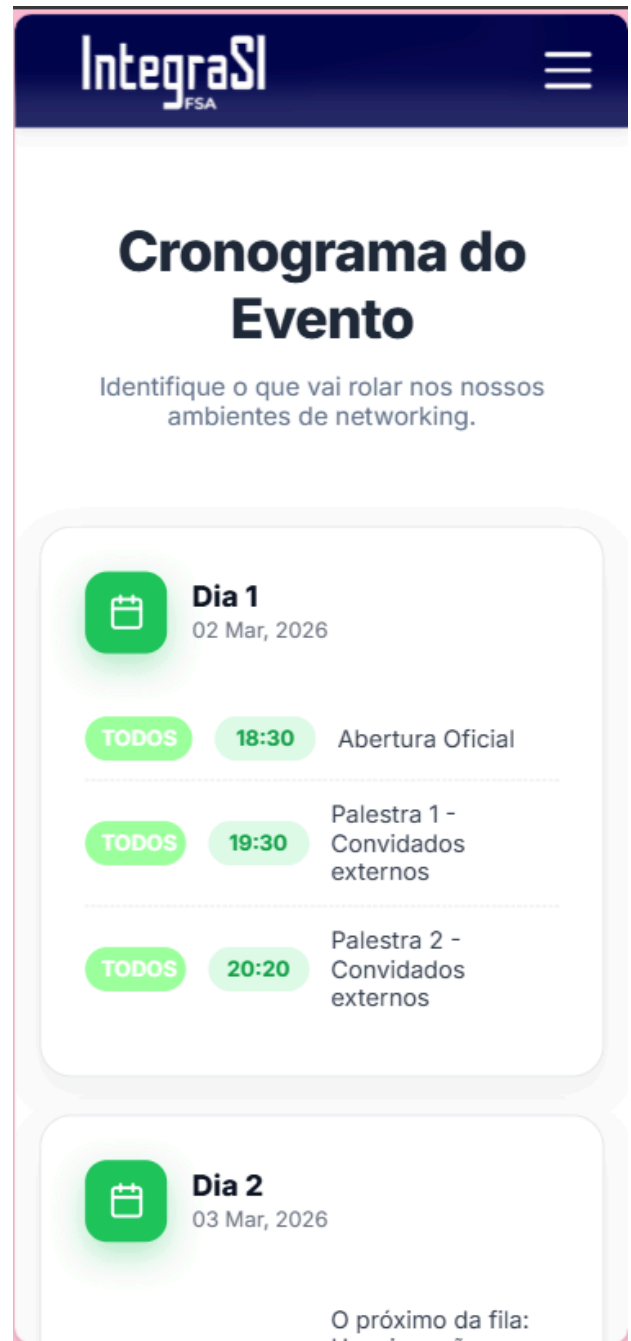 IntegraSI
FSA
Cronograma do
Evento
Identifique o que vai rolar nos nossos
ambientes de networking.
Dia 1
02 Mar, 2026
TODOS 18:30 Abertura Oficial
TODOS 19:30 Palestra 1 -
Convidados
externos
TODOS 20:20 Palestra 2 -
Convidados
externos
Dia 2
03 Mar, 2026
O próximo da fila: